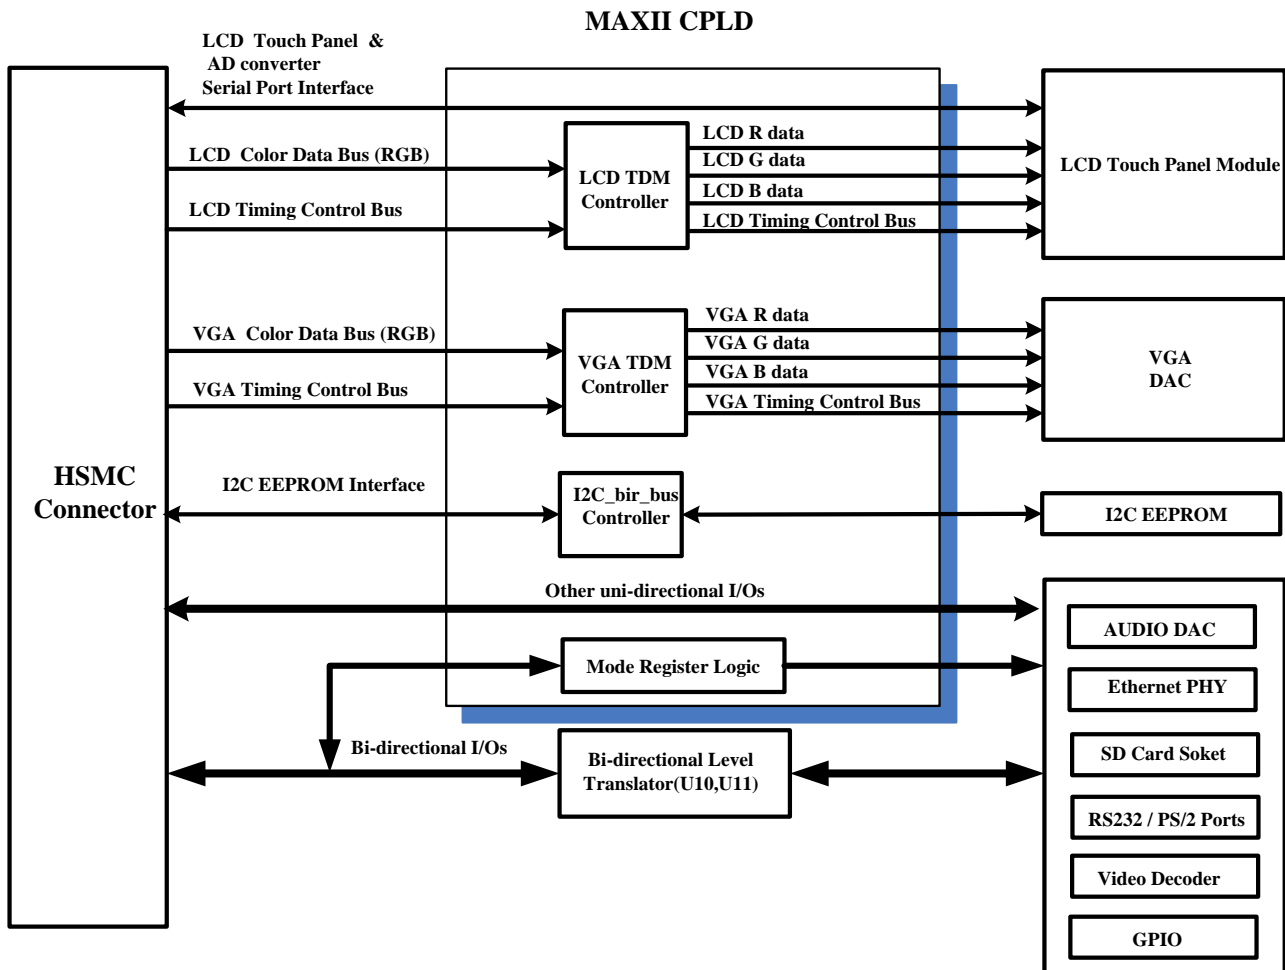 MAXII CPLD
LCD Touch Panel &
AD converter
Serial Port Interface
LCD Color Data Bus (RGB)
LCD Timing Control Bus
LCD TDM
Controller
LCD R data
LCD G data
LCD B data
LCD Timing Control Bus
LCD Touch Panel Module
VGA Color Data Bus (RGB)
VGA Timing Control Bus
VGA TDM
Controller
VGA R data
VGA G data
VGA B data
VGA Timing Control Bus
VGA
DAC
HSMC
Connector
I2C EEPROM Interface
I2C_bir_bus
Controller
I2C EEPROM
Other uni-directional I/Os
Mode Register Logic
Bi-directional I/Os
Bi-directional Level
Translator(U10,U11)
AUDIO DAC
Ethernet PHY
SD Card Soket
RS232 / PS/2 Ports
Video Decoder
GPIO